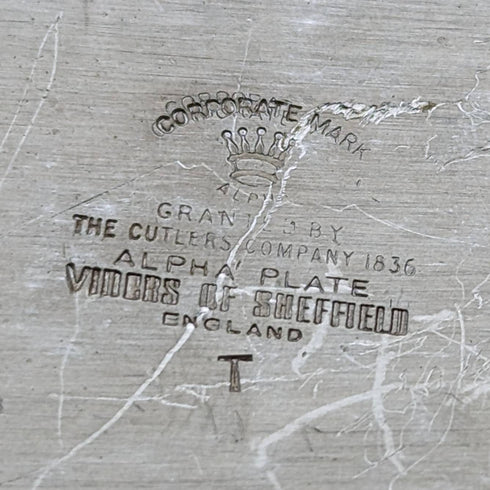 CORPORATE MARK
ALPHA
GRANTED BY
THE CUTLERS COMPANY 1836
ALPHA PLATE
VINERS OF SHEFFIELD
ENGLAND
T